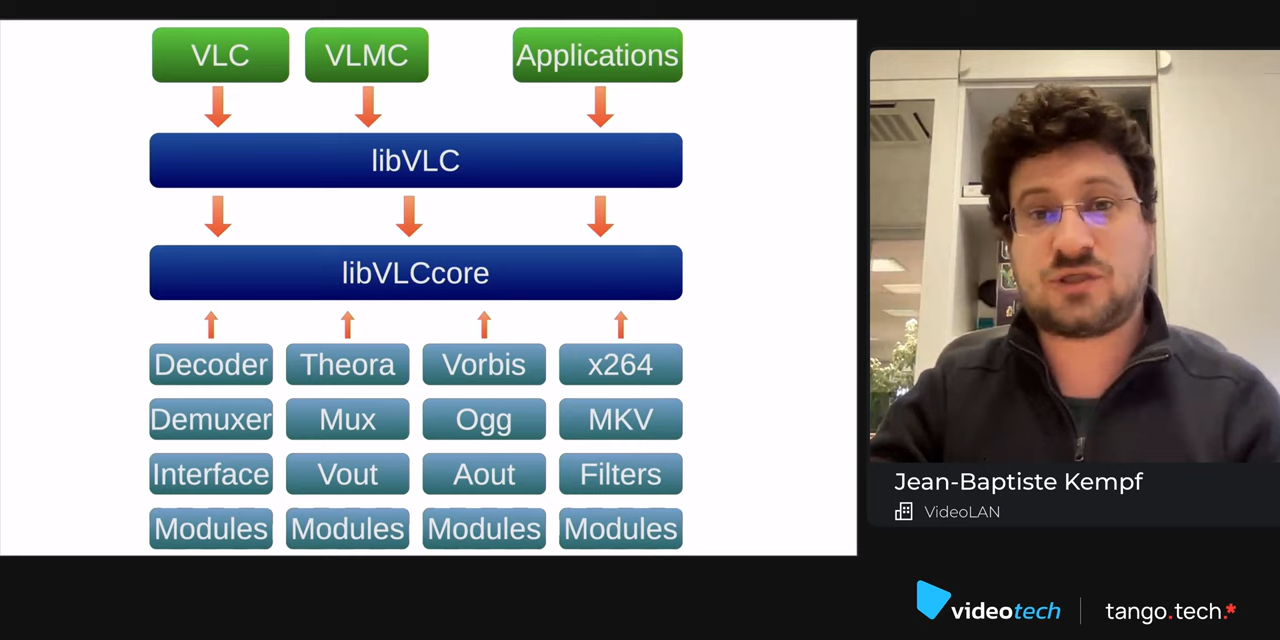 VLC VLMC Applications
libVLC
libVLCcore
Decoder Theora Vorbis x264
Demuxer Mux Ogg MKV
Interface Vout Aout Filters
Modules Modules Modules Modules
Jean-Baptiste Kempf
VideoLAN
videotech tango.tech.*